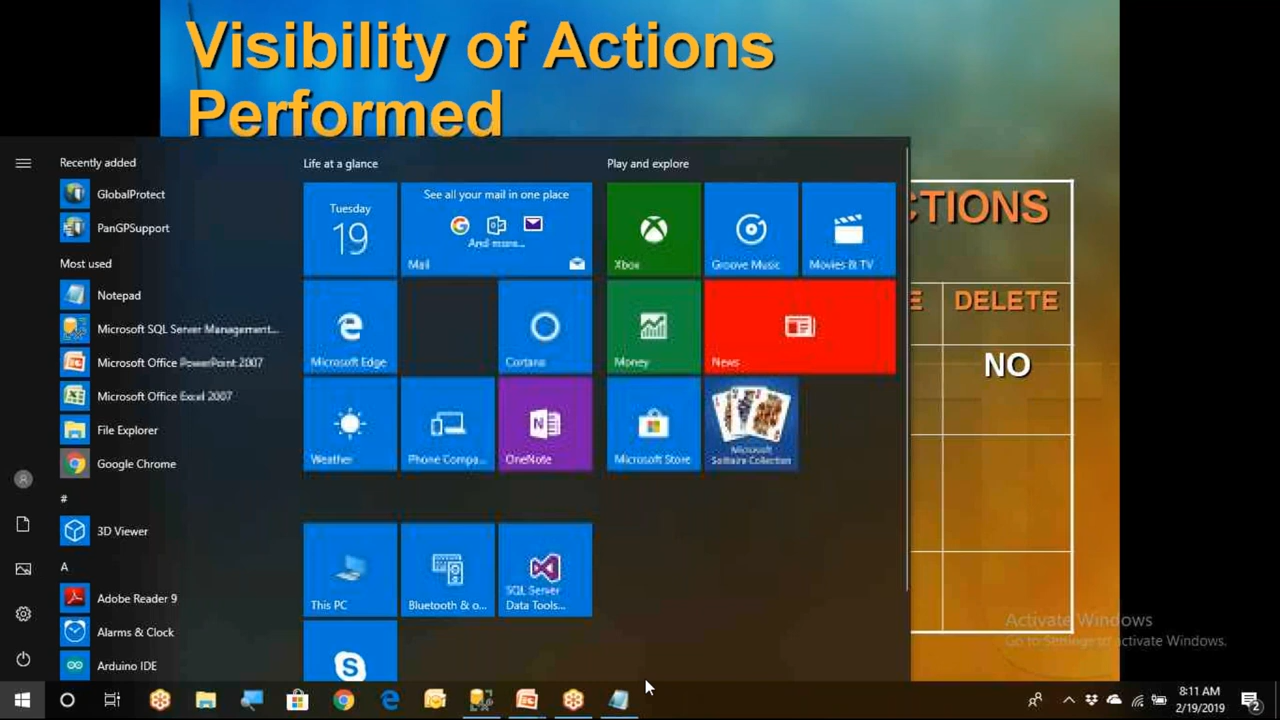 Visibility of Actions
Performed
Recently added
GlobalProtect
PanGPSupport
Most used
Notepad
Microsoft SQL Server Management...
Microsoft Office PowerPoint 2007
Microsoft Office Excel 2007
File Explorer
Google Chrome
#
3D Viewer
A
Adobe Reader 9
Alarms & Clock
Arduino IDE
Life at a glance
Tuesday
19
See all your mail in one place
And more...
Mail
Microsoft Edge
Cortana
Weather
Phone Compa...
OneNote
This PC
Bluetooth & o...
SQL Server
Data Tools...
Play and explore
Xbox
Groove Music
Movies & TV
Money
News
Microsoft Store
Microsoft
Solitaire Collection
CTIONS
E DELETE
NO
Activate Windows
Go to Settings to activate Windows.
8:11 AM
2/19/2019
2